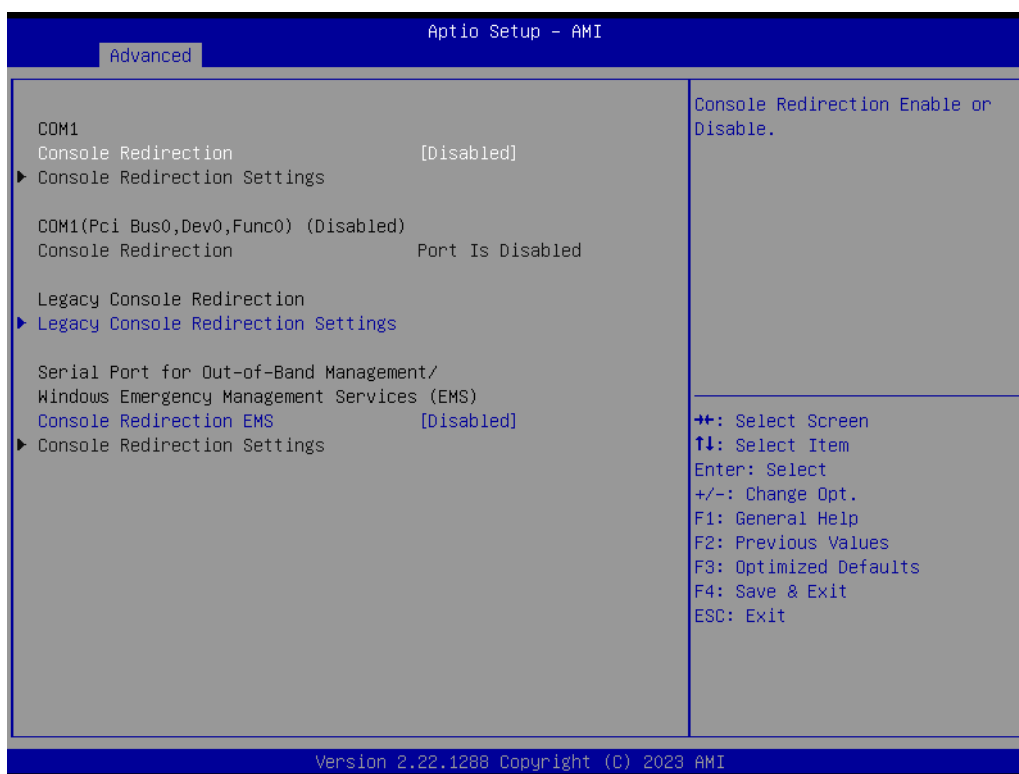 Aptio Setup - AMI
Advanced
COM1
Console Redirection [Disabled]
Console Redirection Settings
COM1(Pci Bus0,Dev0,Func0) (Disabled)
Console Redirection Port Is Disabled
Legacy Console Redirection
Legacy Console Redirection Settings
Serial Port for Out-of-Band Management/
Windows Emergency Management Services (EMS)
Console Redirection EMS [Disabled]
Console Redirection Settings
Console Redirection Enable or
Disable.
→←: Select Screen
↑↓: Select Item
Enter: Select
+/-: Change Opt.
F1: General Help
F2: Previous Values
F3: Optimized Defaults
F4: Save & Exit
ESC: Exit
Version 2.22.1288 Copyright (C) 2023 AMI